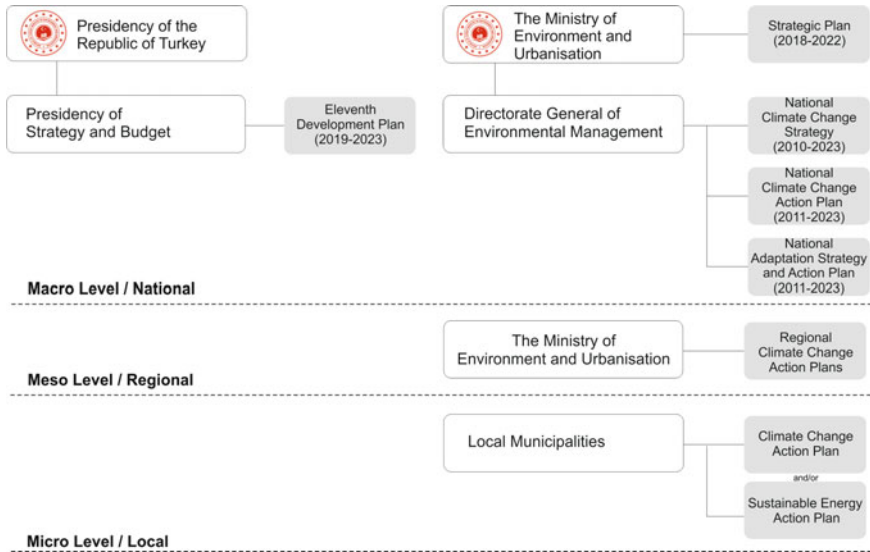 Presidency of the
Republic of Turkey
The Ministry of
Environment and
Urbanisation
Strategic Plan
(2018-2022)
Presidency of
Strategy and Budget
Eleventh
Development Plan
(2019-2023)
Directorate General of
Environmental Management
National
Climate Change
Strategy
(2010-2023)
National
Climate Change
Action Plan
(2011-2023)
National
Adaptation Strategy
and Action Plan
(2011-2023)
Macro Level / National
The Ministry of
Environment and Urbanisation
Regional
Climate Change
Action Plans
Meso Level / Regional
Local Municipalities
Climate Change
Action Plan
and/or
Sustainable Energy
Action Plan
Micro Level / Local